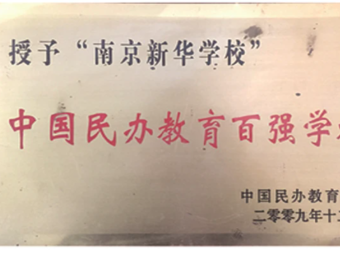 授予“南京新华学校”
中国民办教育百强学
中国民办教育
二零零九年十二